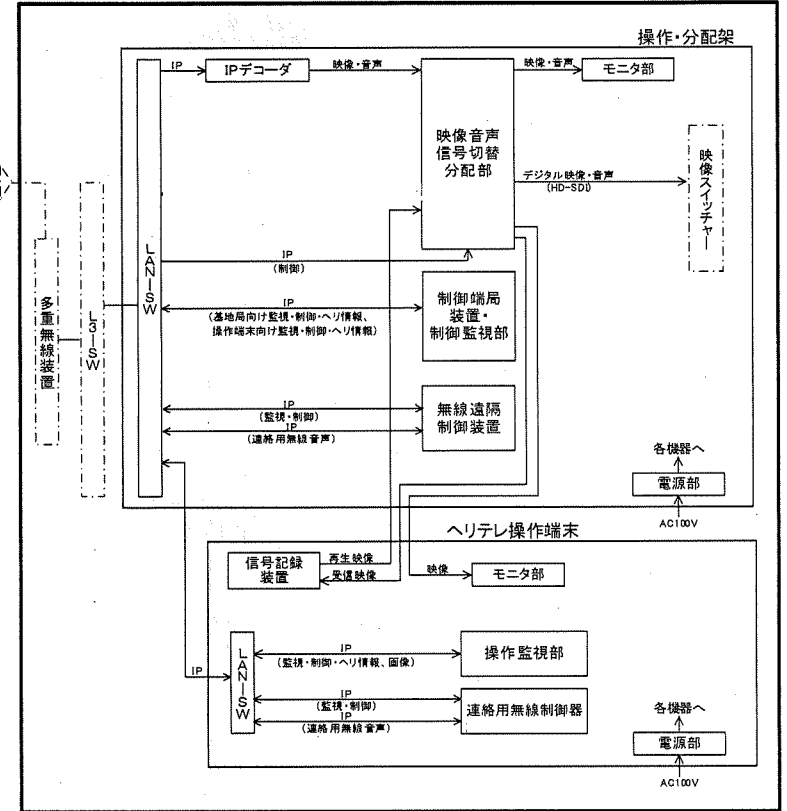 操作・分配架
IP
IPデコーダ
映像・音声
映像・音声
モニタ部
映像音声
信号切替
分配部
デジタル映像・音声
(HD-SDI)
映像スイッチャー
LAN-SW
L3-SW
多重無線装置
IP
(制御)
IP
(基地局向け監視・制御・ヘリ情報、
操作端末向け監視・制御・ヘリ情報)
制御端局
装置・
制御監視部
IP
(監視・制御)
IP
(連絡用無線音声)
無線遠隔
制御装置
各機器へ
電源部
AC100V
ヘリテレ操作端末
信号記録
装置
再生映像
受信映像
映像
モニタ部
IP
LAN-SW
IP
(監視・制御・ヘリ情報、画像)
操作監視部
IP
(監視・制御)
IP
(連絡用無線音声)
連絡用無線制御器
各機器へ
電源部
AC100V